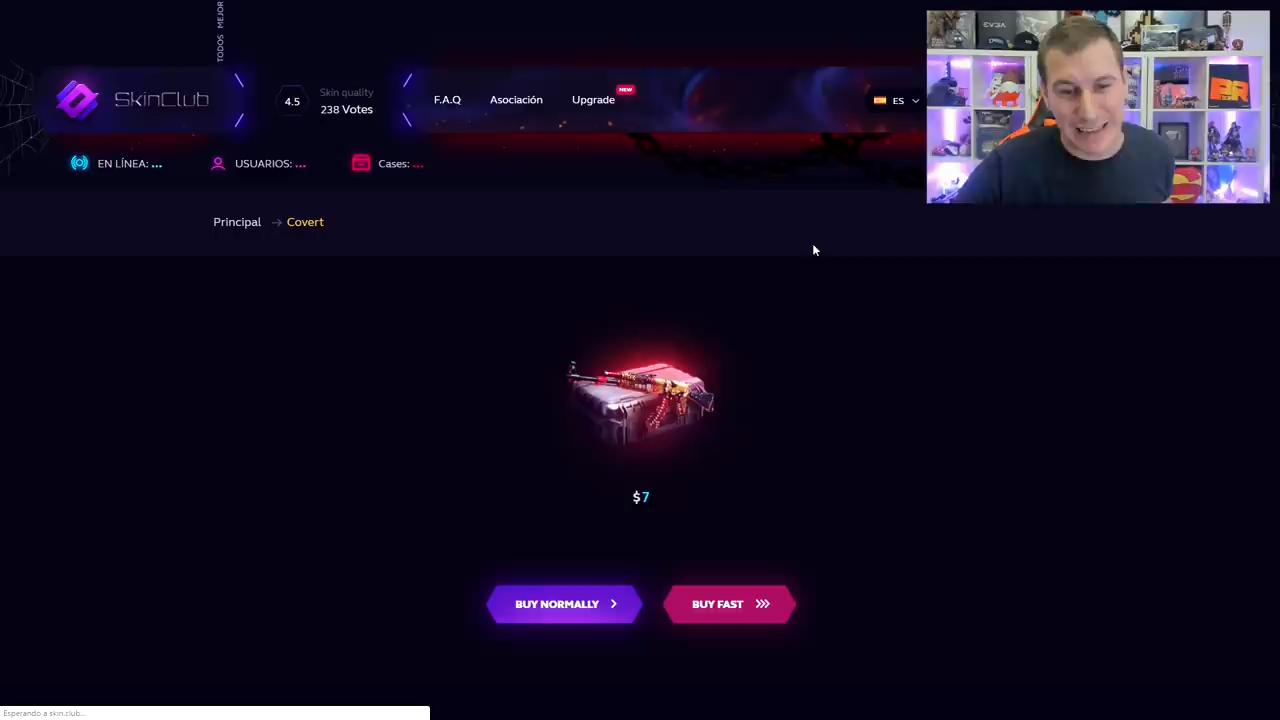 TODOS MEJOR
SkinClub
4.5
Skin quality
238 Votes
F.A.Q
Asociación
Upgrade
NEW
ES
EVGA
EN LÍNEA: ...
USUARIOS: ...
Cases: ...
Principal
Covert
$7
BUY NORMALLY
BUY FAST
Esperando a skin.club...